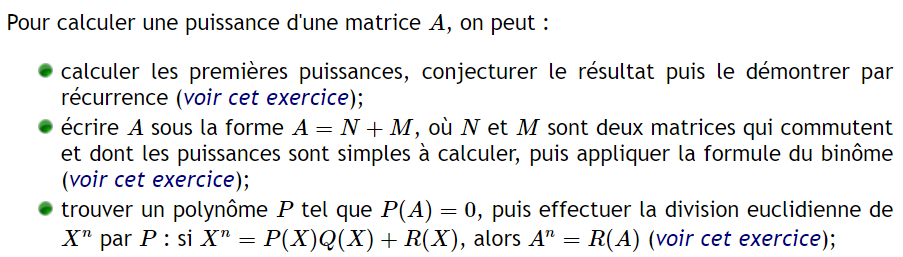 Pour calculer une puissance d'une matrice A, on peut :
calculer les premières puissances, conjecturer le résultat puis le démontrer par
récurrence (voir cet exercice);
écrire A sous la forme A = N + M, où N et M sont deux matrices qui commutent
et dont les puissances sont simples à calculer, puis appliquer la formule du binôme
(voir cet exercice);
trouver un polynôme P tel que P(A) = 0, puis effectuer la division euclidienne de
Xⁿ par P : si Xⁿ = P(X)Q(X) + R(X), alors Aⁿ = R(A) (voir cet exercice);